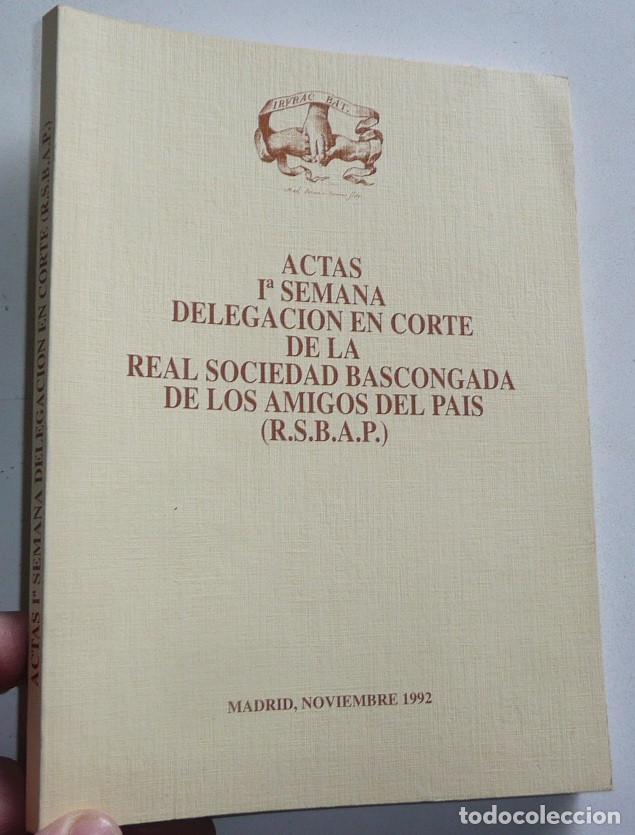 IRVRAC BAT.
ACTAS
Iª SEMANA
DELEGACION EN CORTE
DE LA
REAL SOCIEDAD BASCONGADA
DE LOS AMIGOS DEL PAIS
(R.S.B.A.P.)
MADRID, NOVIEMBRE 1992
ACTAS Iª SEMANA DELEGACION EN CORTE (R.S.B.A.P.)
todocoleccion